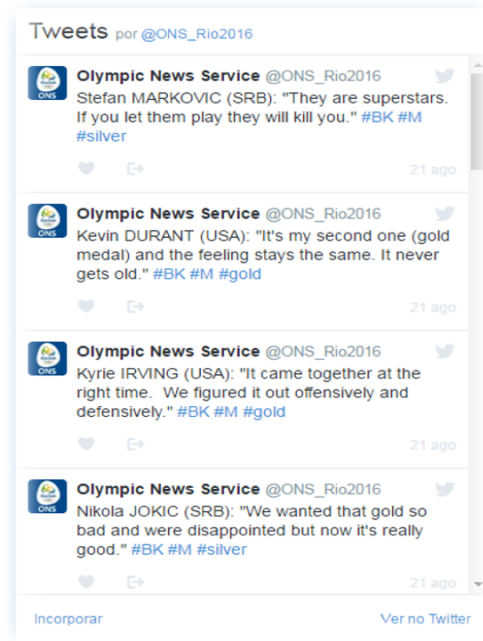 Tweets por @ONS_Rio2016
Olympic News Service @ONS_Rio2016
Stefan MARKOVIC (SRB): "They are superstars.
If you let them play they will kill you." #BK #M
#silver
21 ago
Olympic News Service @ONS_Rio2016
Kevin DURANT (USA): "It's my second one (gold
medal) and the feeling stays the same. It never
gets old." #BK #M #gold
21 ago
Olympic News Service @ONS_Rio2016
Kyrie IRVING (USA): "It came together at the
right time.  We figured it out offensively and
defensively." #BK #M #gold
21 ago
Olympic News Service @ONS_Rio2016
Nikola JOKIC (SRB): "We wanted that gold so
bad and were disappointed but now it's really
good." #BK #M #silver
21 ago
Incorporar Ver no Twitter